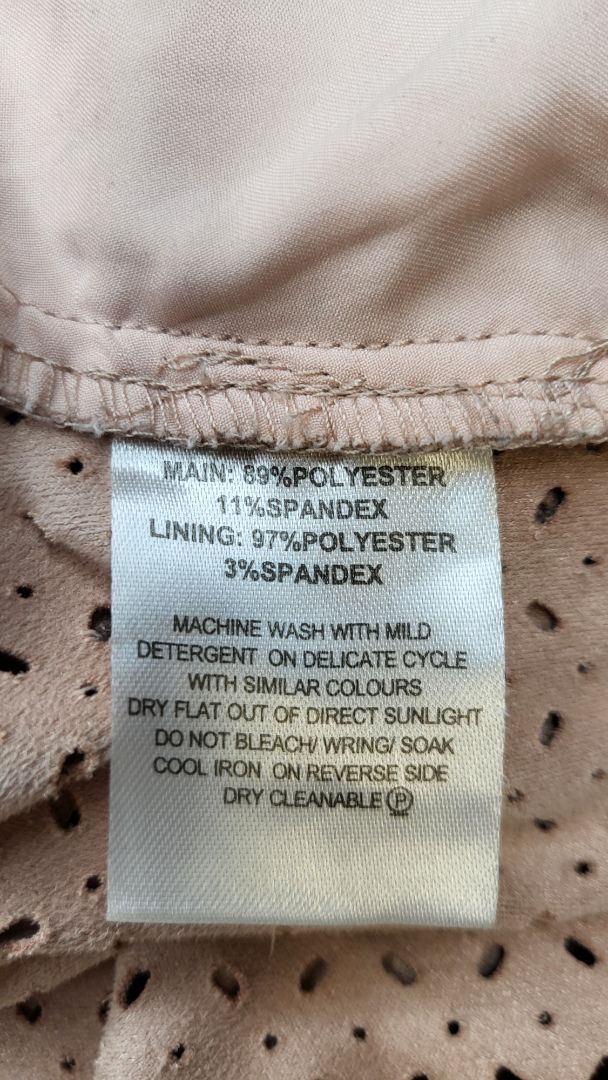 MAIN: 89%POLYESTER
11%SPANDEX
LINING: 97%POLYESTER
3%SPANDEX
MACHINE WASH WITH MILD
DETERGENT ON DELICATE CYCLE
WITH SIMILAR COLOURS
DRY FLAT OUT OF DIRECT SUNLIGHT
DO NOT BLEACH/ WRING/ SOAK
COOL IRON ON REVERSE SIDE
DRY CLEANABLE Ⓟ